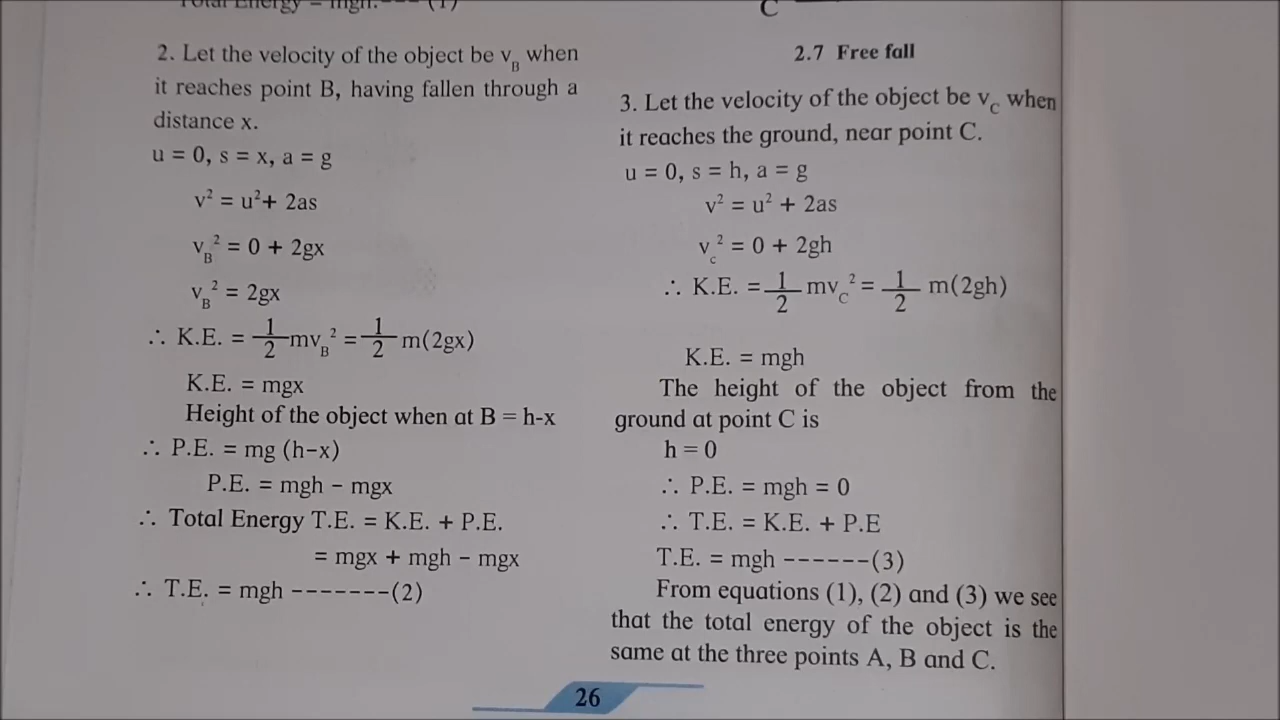 Total Energy = mgh.--- (1)
2. Let the velocity of the object be v_B when
it reaches point B, having fallen through a
distance x.
u = 0, s = x, a = g
v² = u²+ 2as
v_B² = 0 + 2gx
v_B² = 2gx
∴ K.E. = 1/2 mv_B² = 1/2 m(2gx)
K.E. = mgx
Height of the object when at B = h-x
∴ P.E. = mg (h–x)
P.E. = mgh – mgx
∴ Total Energy T.E. = K.E. + P.E.
= mgx + mgh – mgx
∴ T.E. = mgh -------(2)
C
2.7 Free fall
3. Let the velocity of the object be v_C when
it reaches the ground, near point C.
u = 0, s = h, a = g
v² = u² + 2as
v_c² = 0 + 2gh
∴ K.E. = 1/2 mv_C² = 1/2 m(2gh)
K.E. = mgh
The height of the object from the
ground at point C is
h = 0
∴ P.E. = mgh = 0
∴ T.E. = K.E. + P.E
T.E. = mgh ------(3)
From equations (1), (2) and (3) we see
that the total energy of the object is the
same at the three points A, B and C.
26